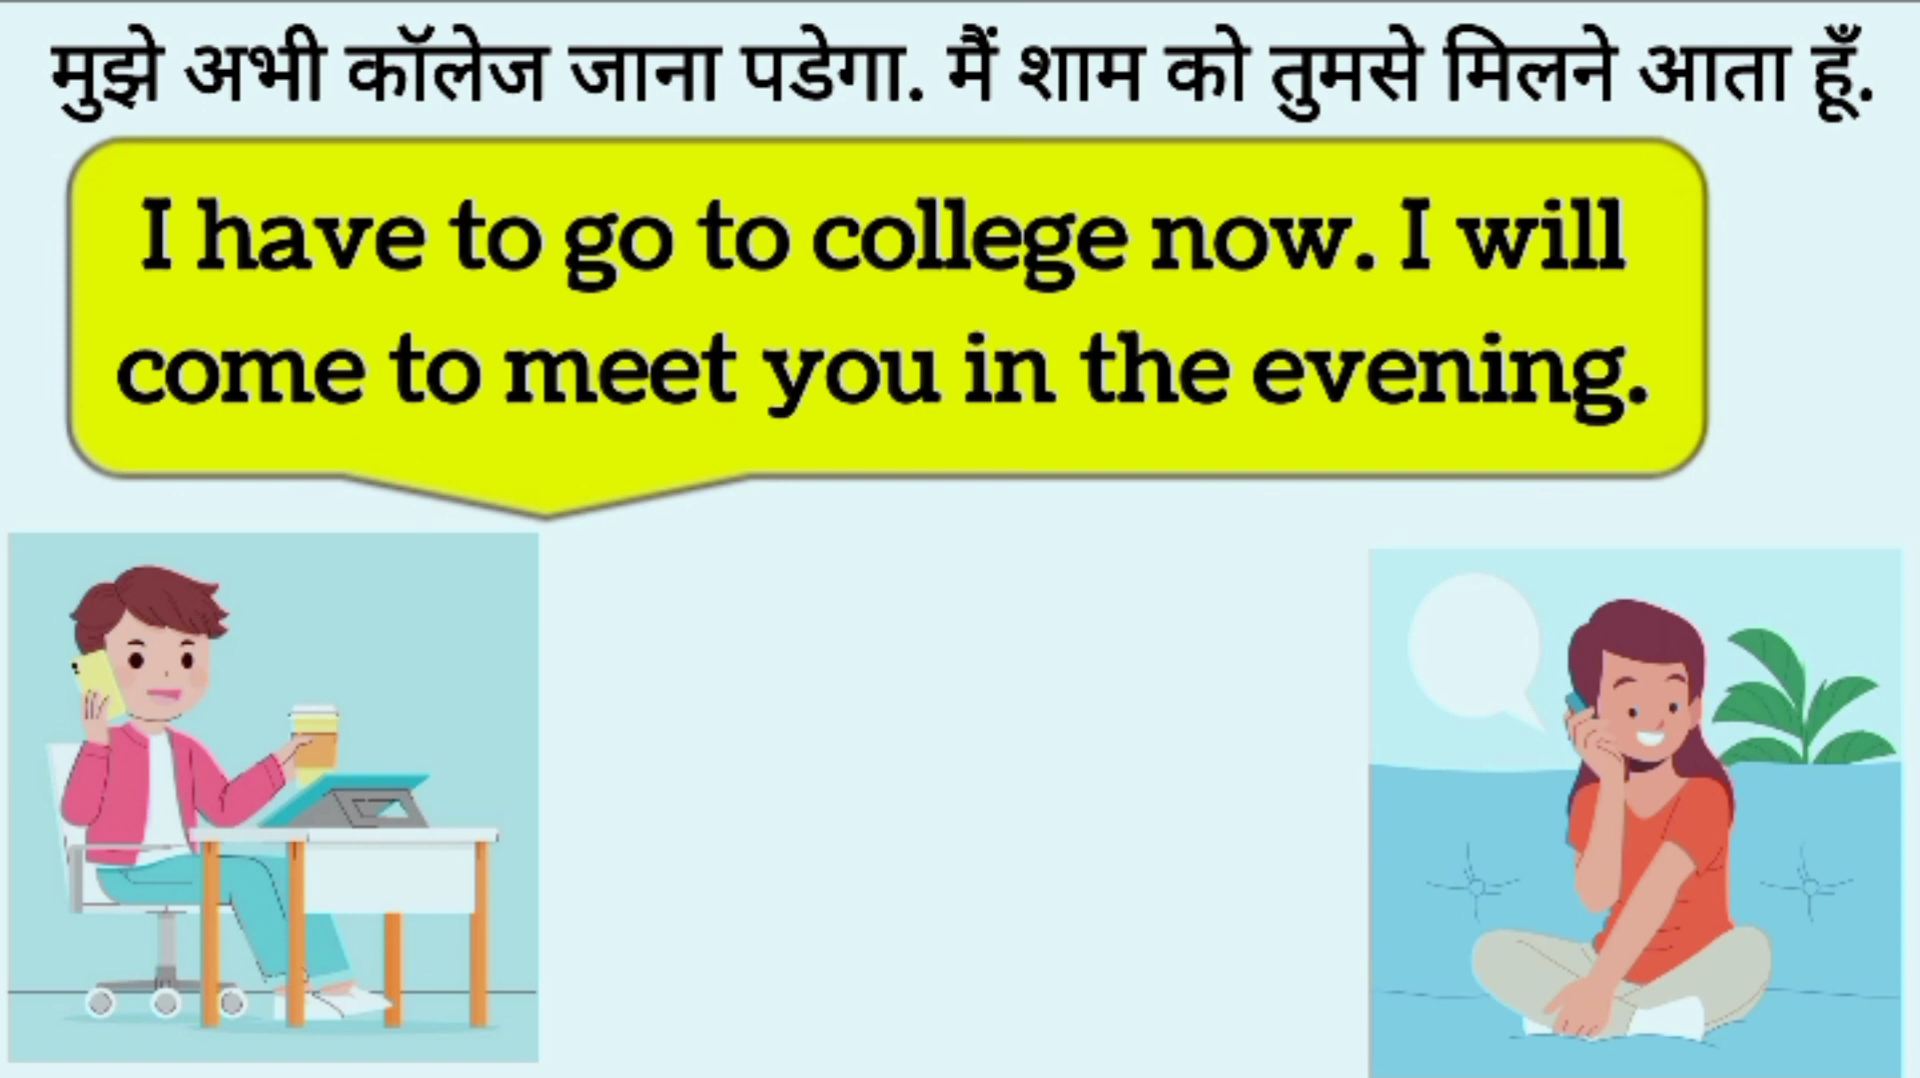 मुझे अभी कॉलेज जाना पडेगा. मैं शाम को तुमसे मिलने आता हूँ.
I have to go to college now. I will
come to meet you in the evening.